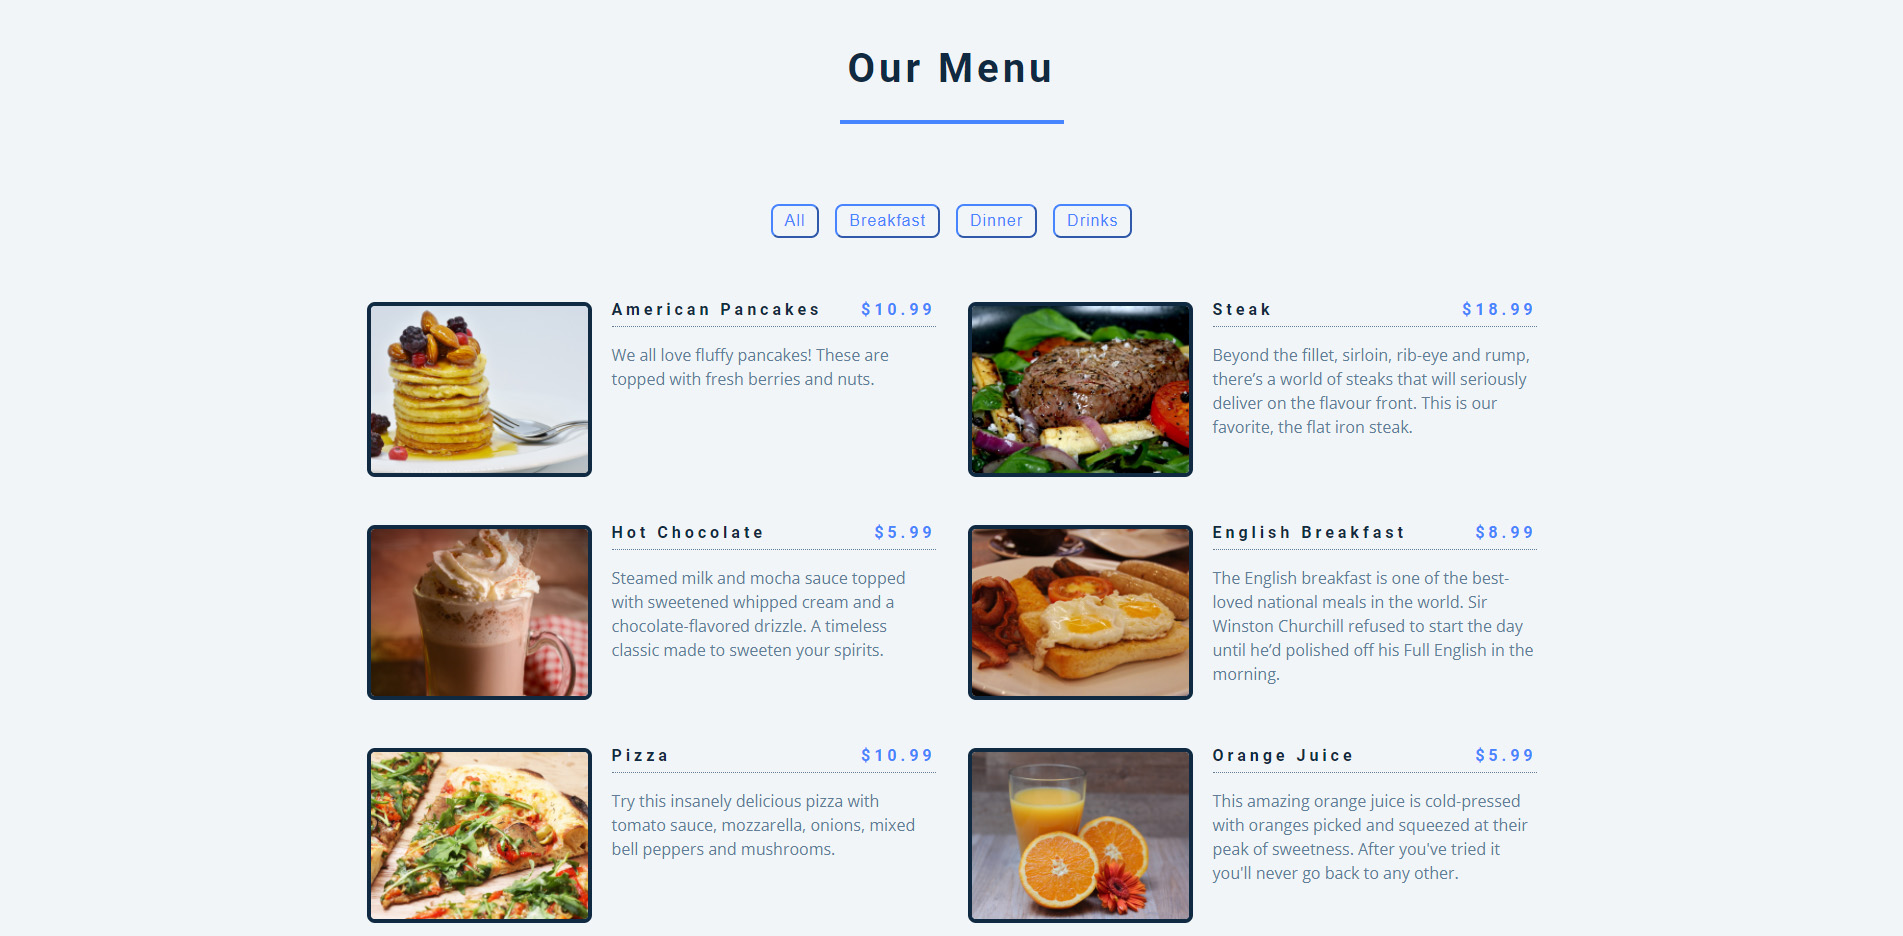 Our Menu
All
Breakfast
Dinner
Drinks
American Pancakes $10.99
We all love fluffy pancakes! These are
topped with fresh berries and nuts.
Steak $18.99
Beyond the fillet, sirloin, rib-eye and rump,
there’s a world of steaks that will seriously
deliver on the flavour front. This is our
favorite, the flat iron steak.
Hot Chocolate $5.99
Steamed milk and mocha sauce topped
with sweetened whipped cream and a
chocolate-flavored drizzle. A timeless
classic made to sweeten your spirits.
English Breakfast $8.99
The English breakfast is one of the best-
loved national meals in the world. Sir
Winston Churchill refused to start the day
until he’d polished off his Full English in the
morning.
Pizza $10.99
Try this insanely delicious pizza with
tomato sauce, mozzarella, onions, mixed
bell peppers and mushrooms.
Orange Juice $5.99
This amazing orange juice is cold-pressed
with oranges picked and squeezed at their
peak of sweetness. After you've tried it
you'll never go back to any other.